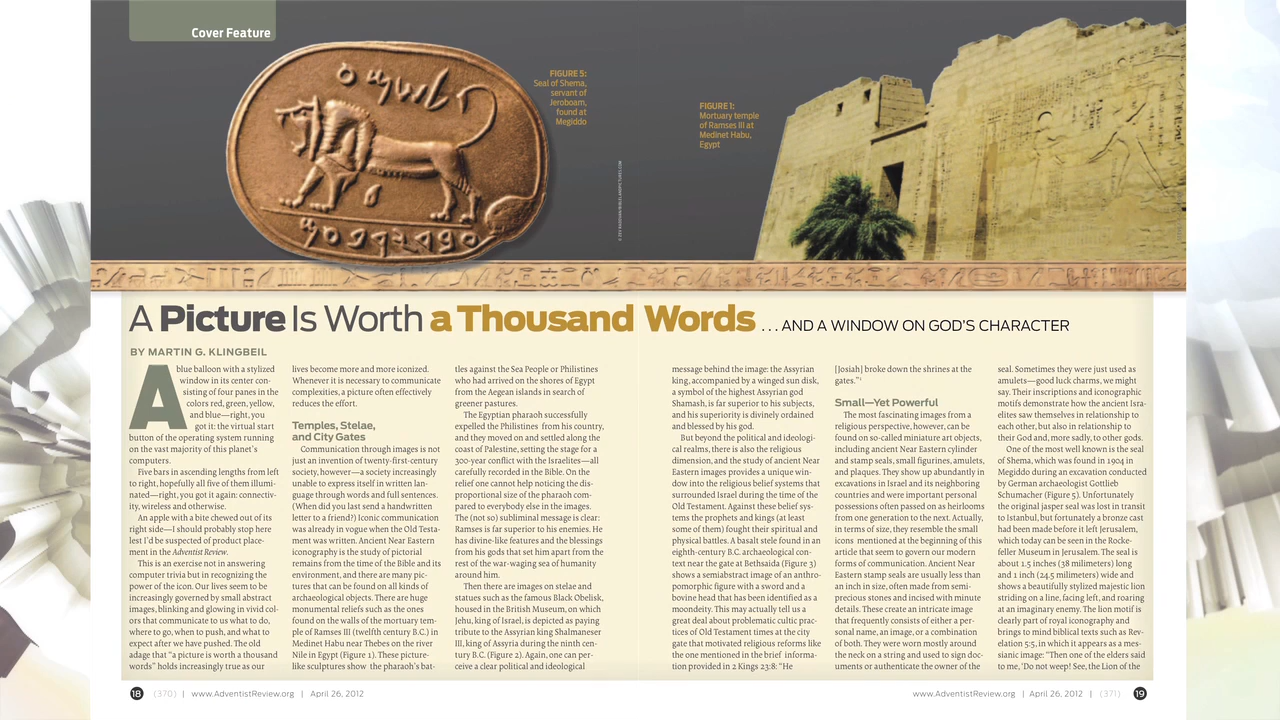 Cover Feature
FIGURE 5:
Seal of Shema,
servant of
Jeroboam,
found at
Megiddo
FIGURE 1:
Mortuary temple
of Ramses III at
Medinet Habu,
Egypt
A Picture Is Worth a Thousand Words . . . AND A WINDOW ON GOD'S CHARACTER
BY MARTIN G. KLINGBEIL
A blue balloon with a stylized
window in its center con-
sisting of four panes in the
colors red, green, yellow,
and blue—right, you
got it: the virtual start
button of the operating system running
on the vast majority of this planet's
computers.
Five bars in ascending lengths from left
to right, hopefully all five of them illumi-
nated—right, you got it again: connectiv-
ity, wireless and otherwise.
An apple with a bite chewed out of its
right side—I should probably stop here
lest I'd be suspected of product place-
ment in the Adventist Review.
This is an exercise not in answering
computer trivia but in recognizing the
power of the icon. Our lives seem to be
increasingly governed by small abstract
images, blinking and glowing in vivid col-
ors that communicate to us what to do,
where to go, when to push, and what to
expect after we have pushed. The old
adage that “a picture is worth a thousand
words” holds increasingly true as our
lives become more and more iconized.
Whenever it is necessary to communicate
complexities, a picture often effectively
reduces the effort.
Temples, Stelae,
and City Gates
Communication through images is not
just an invention of twenty-first-century
society, however—a society increasingly
unable to express itself in written lan-
guage through words and full sentences.
(When did you last send a handwritten
letter to a friend?) Iconic communication
was already in vogue when the Old Testa-
ment was written. Ancient Near Eastern
iconography is the study of pictorial
remains from the time of the Bible and its
environment, and there are many pic-
tures that can be found on all kinds of
archaeological objects. There are huge
monumental reliefs such as the ones
found on the walls of the mortuary tem-
ple of Ramses III (twelfth century B.C.) in
Medinet Habu near Thebes on the river
Nile in Egypt (Figure 1). These picture-
like sculptures show the pharaoh's bat-
tles against the Sea People or Philistines
who had arrived on the shores of Egypt
from the Aegean islands in search of
greener pastures.
The Egyptian pharaoh successfully
expelled the Philistines from his country,
and they moved on and settled along the
coast of Palestine, setting the stage for a
300-year conflict with the Israelites—all
carefully recorded in the Bible. On the
relief one cannot help noticing the dis-
proportional size of the pharaoh com-
pared to everybody else in the images.
The (not so) subliminal message is clear:
Ramses is far superior to his enemies. He
has divine-like features and the blessings
from his gods that set him apart from the
rest of the war-waging sea of humanity
around him.
Then there are images on stelae and
statues such as the famous Black Obelisk,
housed in the British Museum, on which
Jehu, king of Israel, is depicted as paying
tribute to the Assyrian king Shalmaneser
III, king of Assyria during the ninth cen-
tury B.C. (Figure 2). Again, one can per-
ceive a clear political and ideological
message behind the image: the Assyrian
king, accompanied by a winged sun disk,
a symbol of the highest Assyrian god
Shamash, is far superior to his subjects,
and his superiority is divinely ordained
and blessed by his god.
But beyond the political and ideologi-
cal realms, there is also the religious
dimension, and the study of ancient Near
Eastern images provides a unique win-
dow into the religious belief systems that
surrounded Israel during the time of the
Old Testament. Against these belief sys-
tems the prophets and kings (at least
some of them) fought their spiritual and
physical battles. A basalt stele found in an
eighth-century B.C. archaeological con-
text near the gate at Bethsaida (Figure 3)
shows a semiabstract image of an anthro-
pomorphic figure with a sword and a
bovine head that has been identified as a
moondeity. This may actually tell us a
great deal about problematic cultic prac-
tices of Old Testament times at the city
gate that motivated religious reforms like
the one mentioned in the brief informa-
tion provided in 2 Kings 23:8: “He
[Josiah] broke down the shrines at the
gates.”¹
Small—Yet Powerful
The most fascinating images from a
religious perspective, however, can be
found on so-called miniature art objects,
including ancient Near Eastern cylinder
and stamp seals, small figurines, amulets,
and plaques. They show up abundantly in
excavations in Israel and its neighboring
countries and were important personal
possessions often passed on as heirlooms
from one generation to the next. Actually,
in terms of size, they resemble the small
icons mentioned at the beginning of this
article that seem to govern our modern
forms of communication. Ancient Near
Eastern stamp seals are usually less than
an inch in size, often made from semi-
precious stones and incised with minute
details. These create an intricate image
that frequently consists of either a per-
sonal name, an image, or a combination
of both. They were worn mostly around
the neck on a string and used to sign doc-
uments or authenticate the owner of the
seal. Sometimes they were just used as
amulets—good luck charms, we might
say. Their inscriptions and iconographic
motifs demonstrate how the ancient Isra-
elites saw themselves in relationship to
each other, but also in relationship to
their God and, more sadly, to other gods.
One of the most well known is the seal
of Shema, which was found in 1904 in
Megiddo during an excavation conducted
by German archaeologist Gottlieb
Schumacher (Figure 5). Unfortunately
the original jasper seal was lost in transit
to Istanbul, but fortunately a bronze cast
had been made before it left Jerusalem,
which today can be seen in the Rocke-
feller Museum in Jerusalem. The seal is
about 1.5 inches (38 milimeters) long
and 1 inch (24.5 milimeters) wide and
shows a beautifully stylized majestic lion
striding on a line, facing left, and roaring
at an imaginary enemy. The lion motif is
clearly part of royal iconography and
brings to mind biblical texts such as Rev-
elation 5:5, in which it appears as a mes-
sianic image: “Then one of the elders said
to me, 'Do not weep! See, the Lion of the
18 (370) | www.AdventistReview.org | April 26, 2012
www.AdventistReview.org | April 26, 2012 | (371) 19